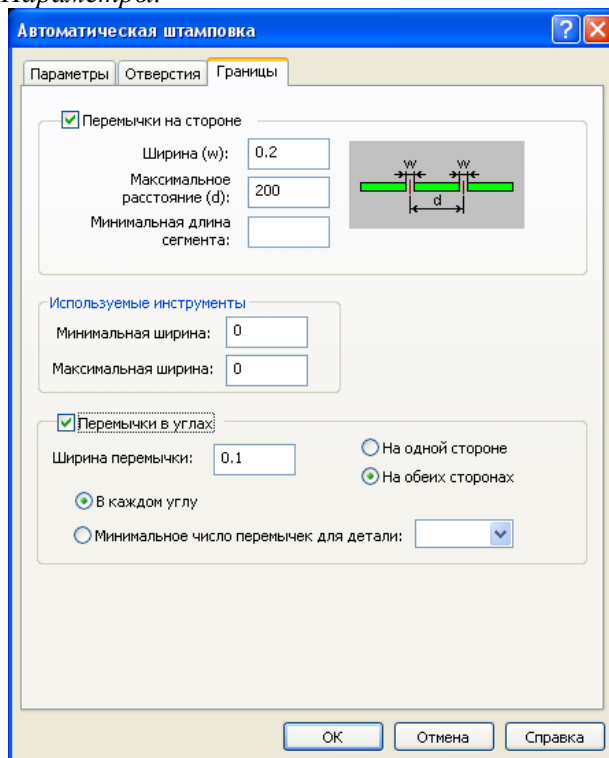 Параметры:
Автоматическая штамповка
Параметры Отверстия Границы
Перемычки на стороне
Ширина (w): 0.2
Максимальное
расстояние (d): 200
Минимальная длина
сегмента:
w w
d
Используемые инструменты
Минимальная ширина: 0
Максимальная ширина: 0
Перемычки в углах
Ширина перемычки: 0.1
На одной стороне
На обеих сторонах
В каждом углу
Минимальное число перемычек для детали:
ОК Отмена Справка